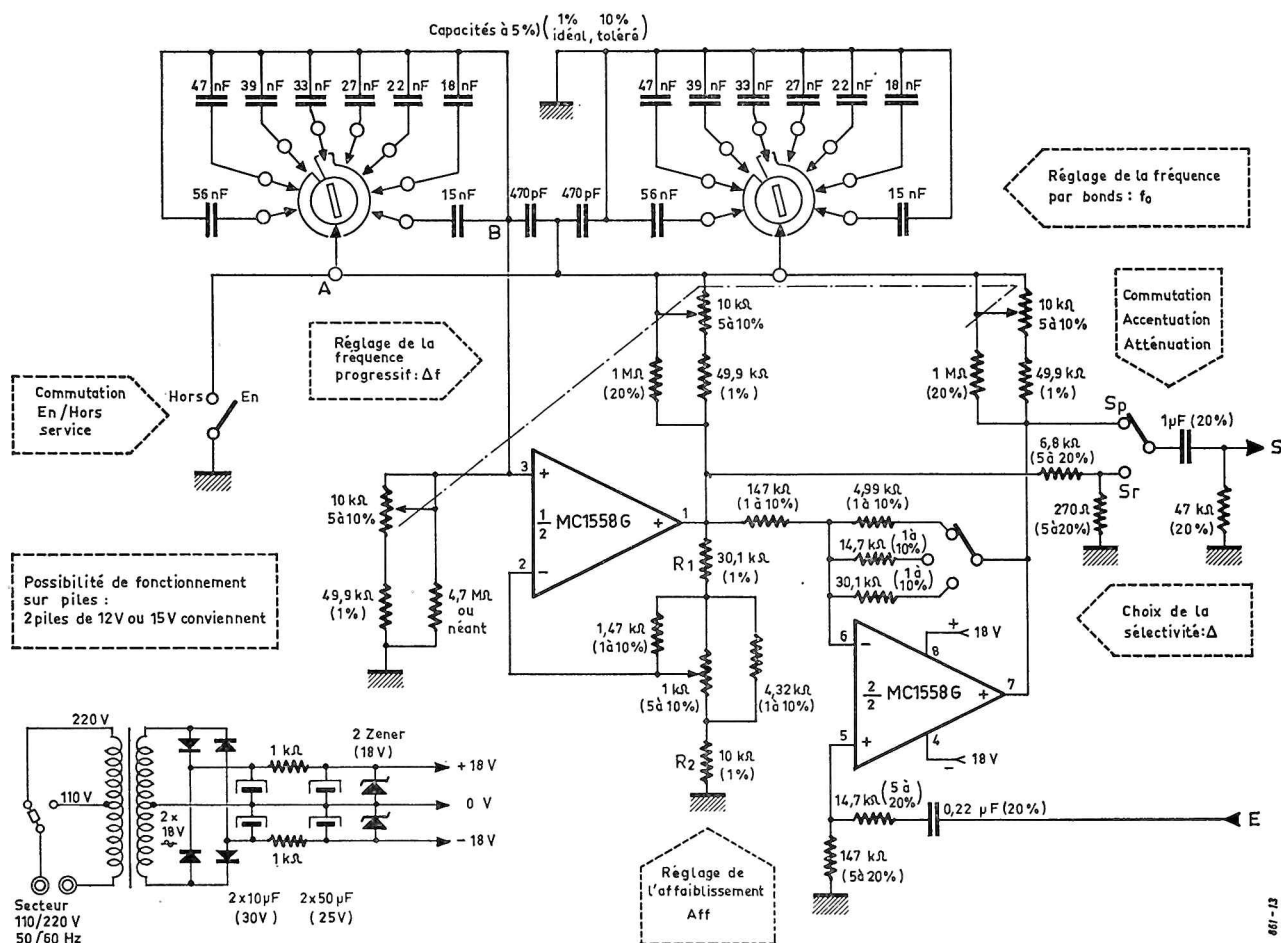 Capacités à 5%) ( 1% idéal, 10% toléré )
47 nF
39 nF
33 nF
27 nF
22 nF
18 nF
47 nF
39 nF
33 nF
27 nF
22 nF
18 nF
56 nF
15 nF
470 pF
470 pF
56 nF
15 nF
B
A
Réglage de la fréquence
par bonds : f₀
Réglage de la
fréquence
progressif : Δf
10 kΩ
5 à 10%
10 kΩ
5 à 10%
Commutation
Accentuation
Atténuation
1 MΩ
(20%)
49,9 kΩ
(1%)
1 MΩ
(20%)
49,9 kΩ
(1%)
Commutation
En / Hors
service
Hors
En
Sp
1µF (20%)
S
6,8 kΩ
(5 à 20%)
Sr
270 Ω
(5 à 20%)
47 kΩ
(20%)
10 kΩ
5 à 10%
3
+
1/2 MC1558G
+
1
2
−
147 kΩ
(1 à 10%)
4,99 kΩ
(1 à 10%)
14,7 kΩ (1 à 10%)
30,1 kΩ (1 à 10%)
R1
30,1 kΩ
(1%)
Possibilité de fonctionnement
sur piles :
2 piles de 12V ou 15V conviennent
49,9 kΩ
(1%)
4,7 MΩ
ou
néant
1,47 kΩ
(1 à 10%)
1 kΩ
(5 à 10%)
4,32 kΩ
(1 à 10%)
Choix de la
sélectivité : Δ
6
−
+
18 V
8
2/2 MC1558G
+
7
5
+
4
18 V
−
R2
10 kΩ
(1%)
14,7 kΩ (5 à 20%)
0,22 µF (20%)
E
147 kΩ
(5 à 20%)
Réglage de
l'affaiblissement
Aff
220 V
110 V
2 x
18V
~
1 kΩ
2 Zener
(18V)
+ 18V
0 V
− 18V
1 kΩ
2x10µF
(30V)
2x50µF
(25V)
Secteur
110/220 V
50/60 Hz
861-13